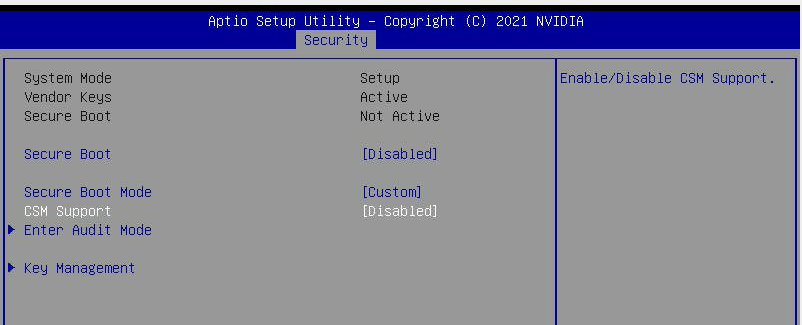 Aptio Setup Utility – Copyright (C) 2021 NVIDIA
Security
System Mode Setup
Vendor Keys Active
Secure Boot Not Active
Secure Boot [Disabled]
Secure Boot Mode [Custom]
CSM Support [Disabled]
Enter Audit Mode
Key Management
Enable/Disable CSM Support.